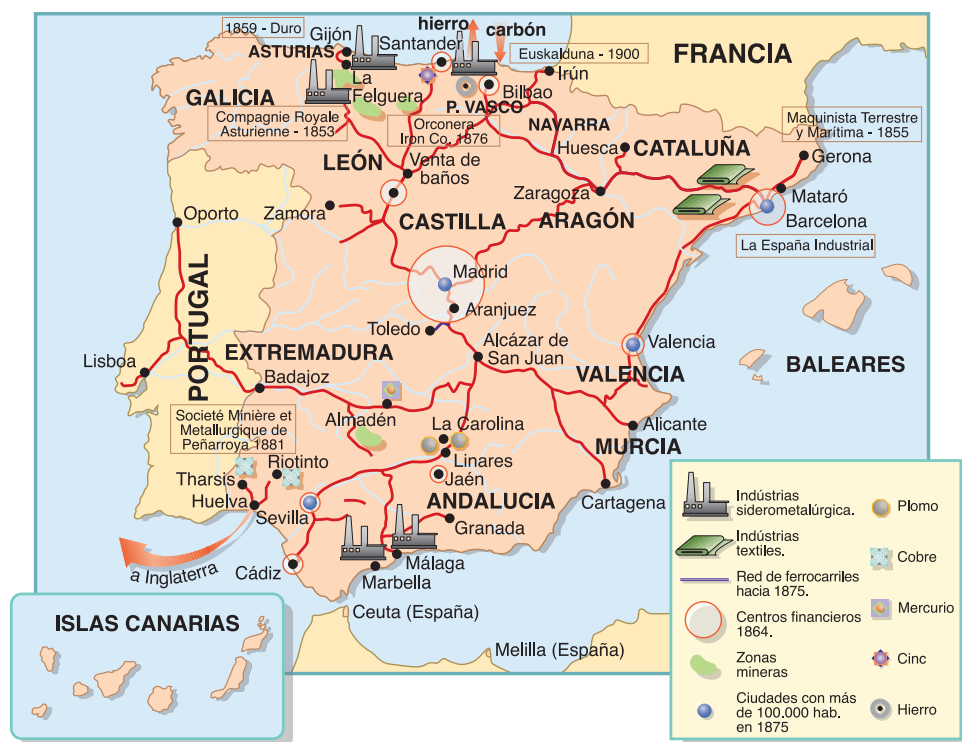 hierro
carbón
1859 - Duro
Gijón
Santander
ASTURIAS
Euskalduna - 1900
FRANCIA
La
Felguera
Irún
Bilbao
GALICIA
P. VASCO
Compagnie Royale
Asturienne - 1853
Orconera
Iron Co. 1876
NAVARRA
Maquinista Terrestre
y Marítima - 1855
Huesca
CATALUÑA
Gerona
LEÓN
Venta de
baños
Zaragoza
Mataró
Oporto
Zamora
CASTILLA
ARAGÓN
Barcelona
La España Industrial
Madrid
Aranjuez
PORTUGAL
Toledo
Alcázar de
San Juan
Valencia
Lisboa
EXTREMADURA
VALENCIA
BALEARES
Badajoz
Almadén
Societé Minière et
Metallurgique de
Peñarroya 1881
La Carolina
Alicante
MURCIA
Linares
Riotinto
Tharsis
Jaén
Huelva
Sevilla
ANDALUCIA
Cartagena
Granada
a Inglaterra
Cádiz
Málaga
Marbella
Ceuta (España)
Melilla (España)
ISLAS CANARIAS
Indústrias
siderometalúrgica.
Plomo
Indústrias
textiles.
Cobre
Red de ferrocarriles
hacia 1875.
Centros financieros
1864.
Mercurio
Zonas
mineras
Cinc
Ciudades con más
de 100.000 hab.
en 1875
Hierro